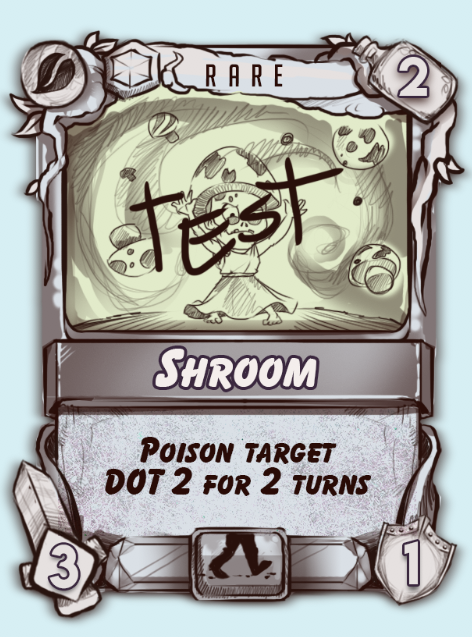 RARE
2
TEST
SHROOM
POISON TARGET
DOT 2 FOR 2 TURNS
3
1